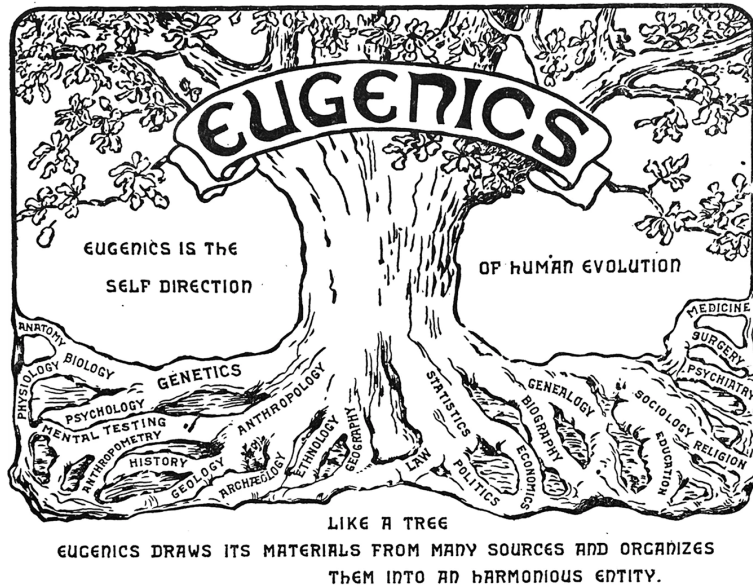 EUGENICS
EUGENICS IS THE
SELF DIRECTION
OF HUMAN EVOLUTION
ANATOMY
PHYSIOLOGY
BIOLOGY
GENETICS
PSYCHOLOGY
MENTAL TESTING
ANTHROPOMETRY
HISTORY
ANTHROPOLOGY
GEOLOGY
ARCHÆOLOGY
ETHNOLOGY
GEOGRAPHY
LAW
STATISTICS
POLITICS
ECONOMICS
BIOGRAPHY
GENEALOGY
EDUCATION
SOCIOLOGY
RELIGION
PSYCHIATRY
SURGERY
MEDICINE
LIKE A TREE
EUGENICS DRAWS ITS MATERIALS FROM MANY SOURCES AND ORGANIZES
THEM INTO AN HARMONIOUS ENTITY.